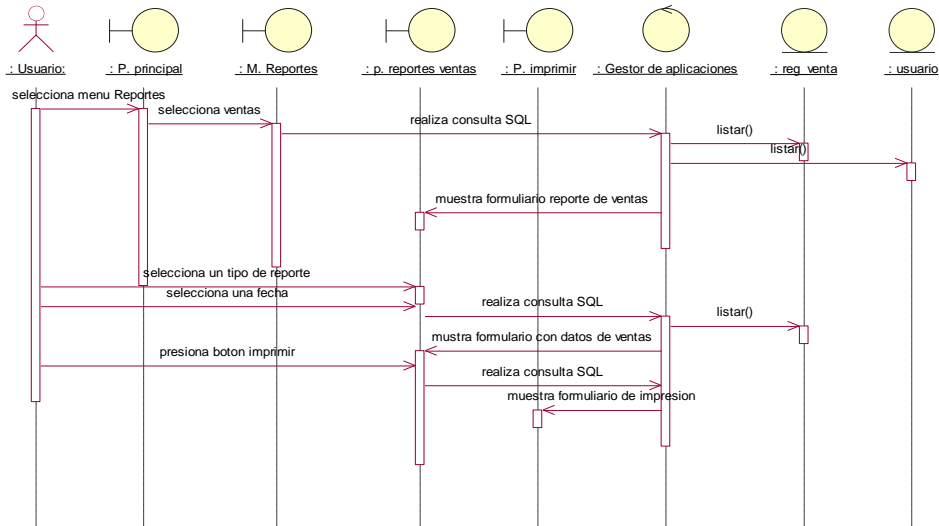 : Usuario:
: P. principal
: M. Reportes
: p. reportes ventas
: P. imprimir
: Gestor de aplicaciones
: reg_venta
: usuario
selecciona menu Reportes
selecciona ventas
realiza consulta SQL
listar()
listar()
muestra formuliario reporte de ventas
selecciona un tipo de reporte
selecciona una fecha
realiza consulta SQL
listar()
mustra formulario con datos de ventas
presiona boton imprimir
realiza consulta SQL
muestra formuliario de impresion